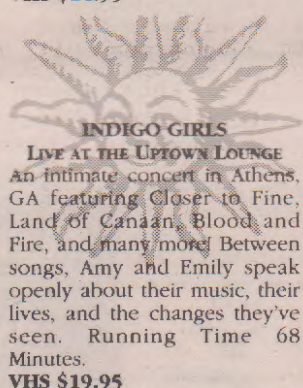 INDIGO GIRLS
LIVE AT THE UPTOWN LOUNGE
An intimate concert in Athens,
GA featuring Closer to Fine,
Land of Canaan, Blood and
Fire, and many more! Between
songs, Amy and Emily speak
openly about their music, their
lives, and the changes they've
seen. Running Time 68
Minutes.
VHS $19.95